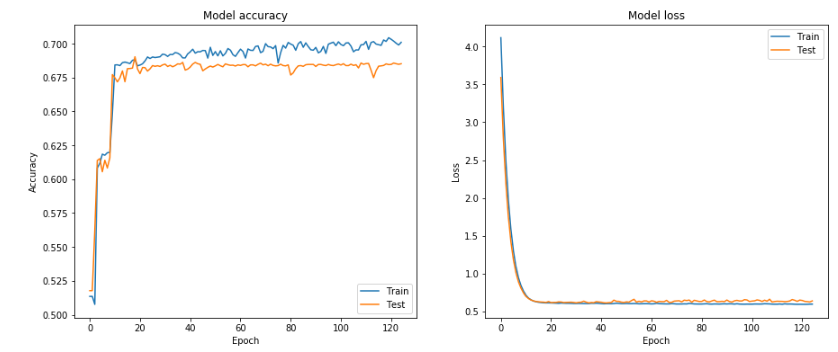 Model accuracy
0.700
0.675
0.650
0.625
0.600
0.575
0.550
0.525
0.500
Accuracy
0 20 40 60 80 100 120
Epoch
Train
Test
Model loss
4.0
3.5
3.0
2.5
2.0
1.5
1.0
0.5
Loss
0 20 40 60 80 100 120
Epoch
Train
Test